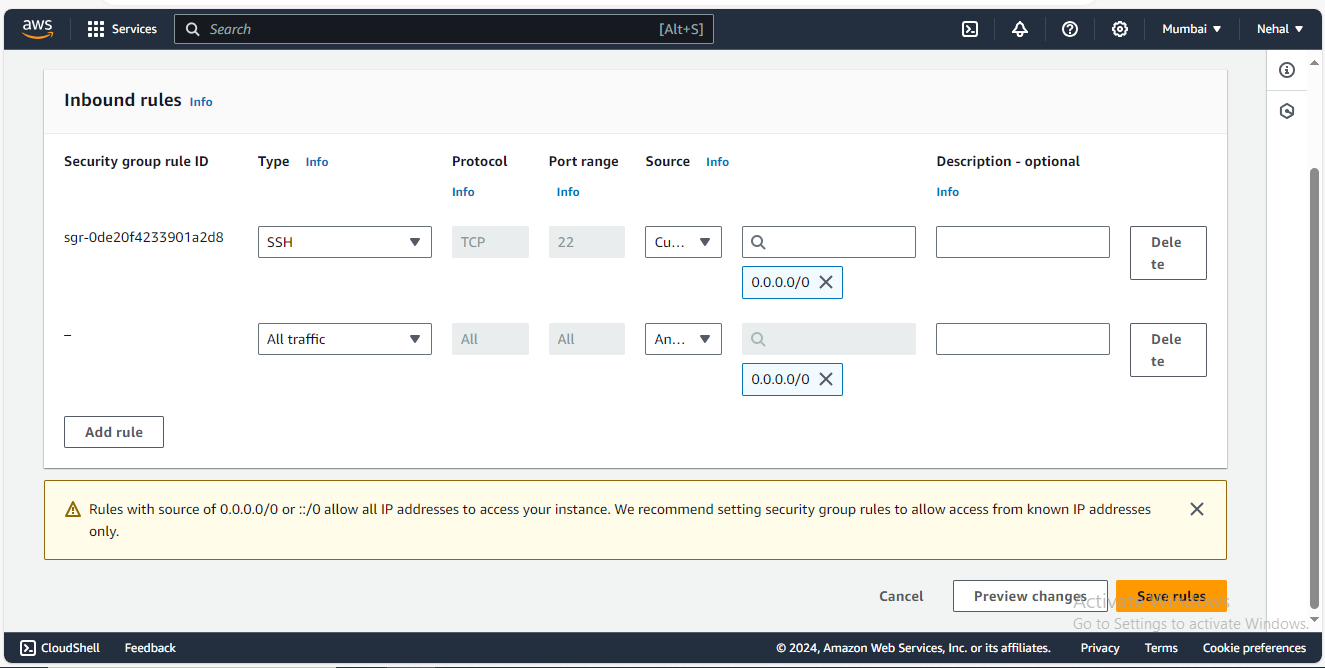 aws
Services
Search
[Alt+S]
Mumbai
Nehal
Inbound rules Info
Security group rule ID
Type Info
Protocol
Port range
Source Info
Description - optional
Info
Info
Info
sgr-0de20f4233901a2d8
SSH
TCP
22
Cu...
Dele
te
0.0.0.0/0
–
All traffic
All
All
An...
Dele
te
0.0.0.0/0
Add rule
Rules with source of 0.0.0.0/0 or ::/0 allow all IP addresses to access your instance. We recommend setting security group rules to allow access from known IP addresses
only.
Cancel
Preview changes
Save rules
Activate Windows
Go to Settings to activate Windows.
CloudShell
Feedback
© 2024, Amazon Web Services, Inc. or its affiliates.
Privacy
Terms
Cookie preferences